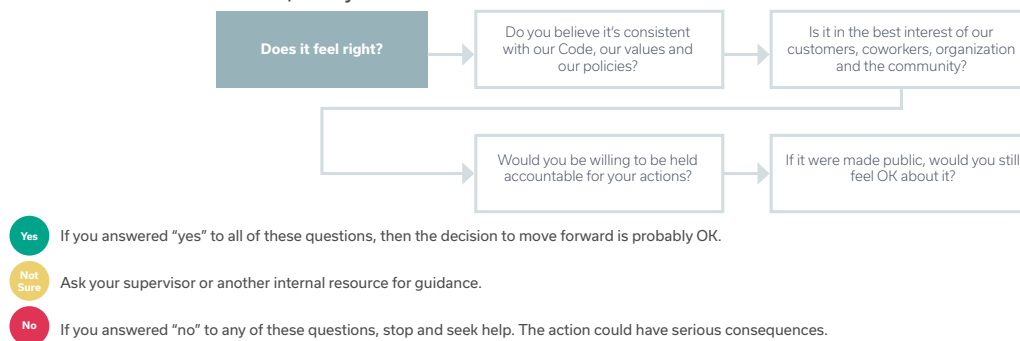 Does it feel right?
Do you believe it's consistent
with our Code, our values and
our policies?
Is it in the best interest of our
customers, coworkers, organization
and the community?
Would you be willing to be held
accountable for your actions?
If it were made public, would you still
feel OK about it?
Yes
If you answered “yes” to all of these questions, then the decision to move forward is probably OK.
Not
Sure
Ask your supervisor or another internal resource for guidance.
No
If you answered “no” to any of these questions, stop and seek help. The action could have serious consequences.